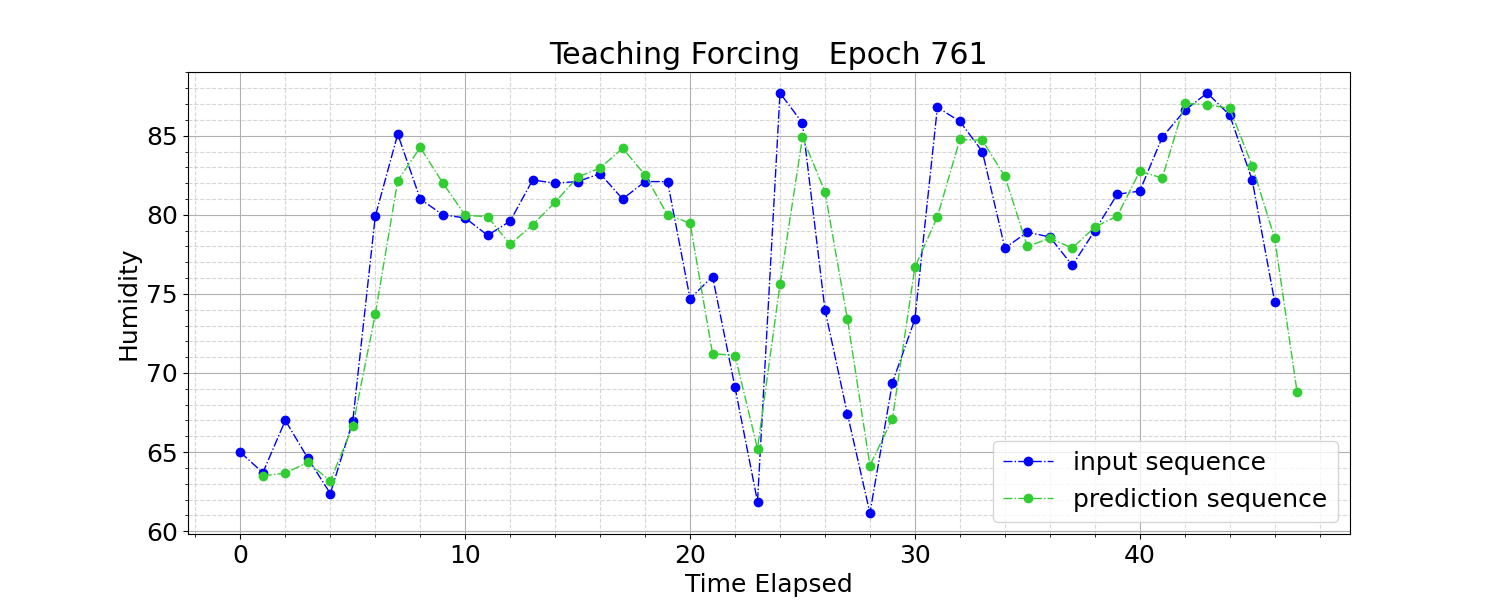 Teaching Forcing   Epoch 761
85
80
75
70
65
60
Humidity
0 10 20 30 40
Time Elapsed
input sequence
prediction sequence